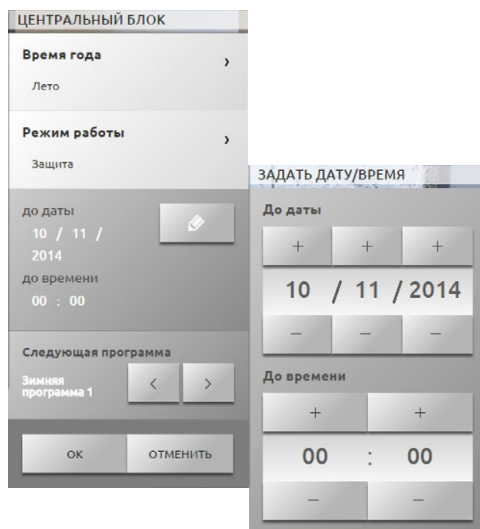 ЦЕНТРАЛЬНЫЙ БЛОК
Время года
›
Лето
Режим работы
›
Защита
до даты
10 / 11 /
2014
до времени
00 : 00
Следующая программа
Зимняя
программа 1
< >
ОК ОТМЕНИТЬ
ЗАДАТЬ ДАТУ/ВРЕМЯ
До даты
+ + +
10 / 11 / 2014
− − −
До времени
+ +
00 : 00
− −